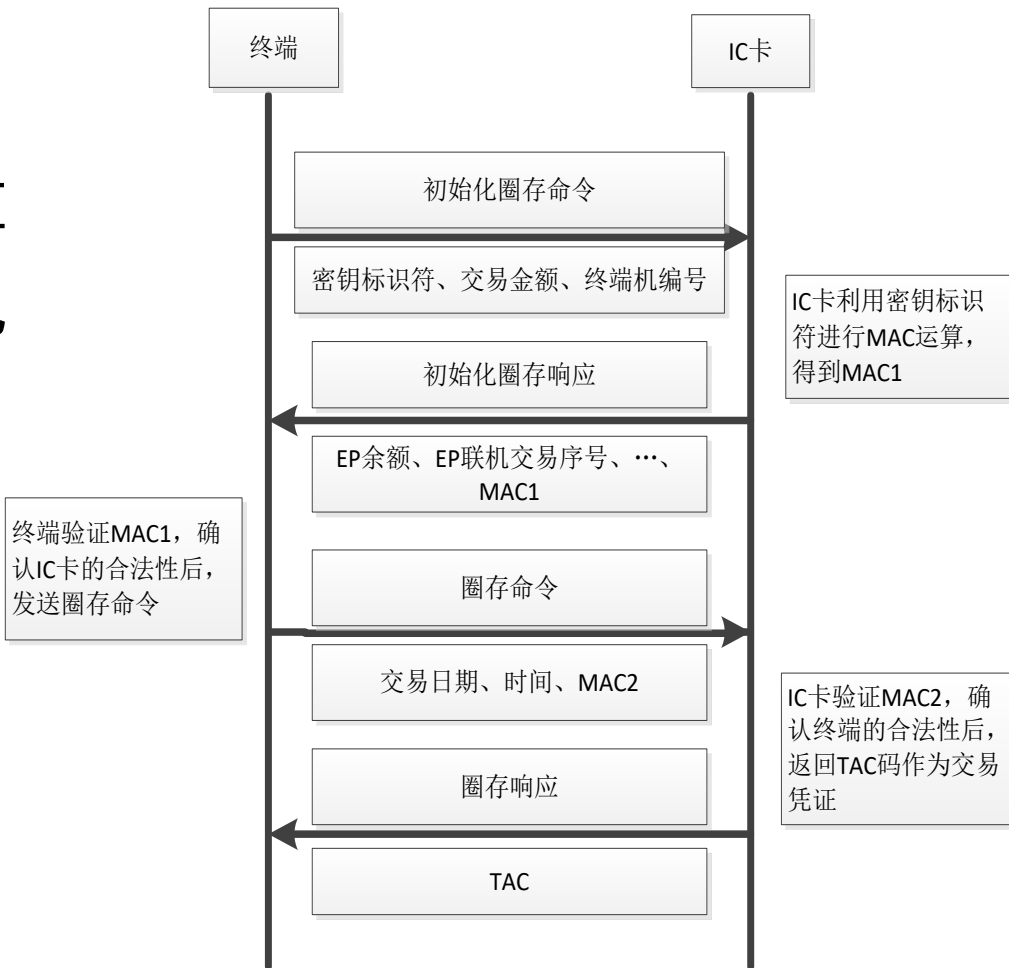 终端
IC卡
初始化圈存命令
密钥标识符、交易金额、终端机编号
IC卡利用密钥标识
符进行MAC运算，
得到MAC1
初始化圈存响应
EP余额、EP联机交易序号、…、
MAC1
终端验证MAC1，确
认IC卡的合法性后，
发送圈存命令
圈存命令
交易日期、时间、MAC2
IC卡验证MAC2，确
认终端的合法性后，
返回TAC码作为交易
凭证
圈存响应
TAC